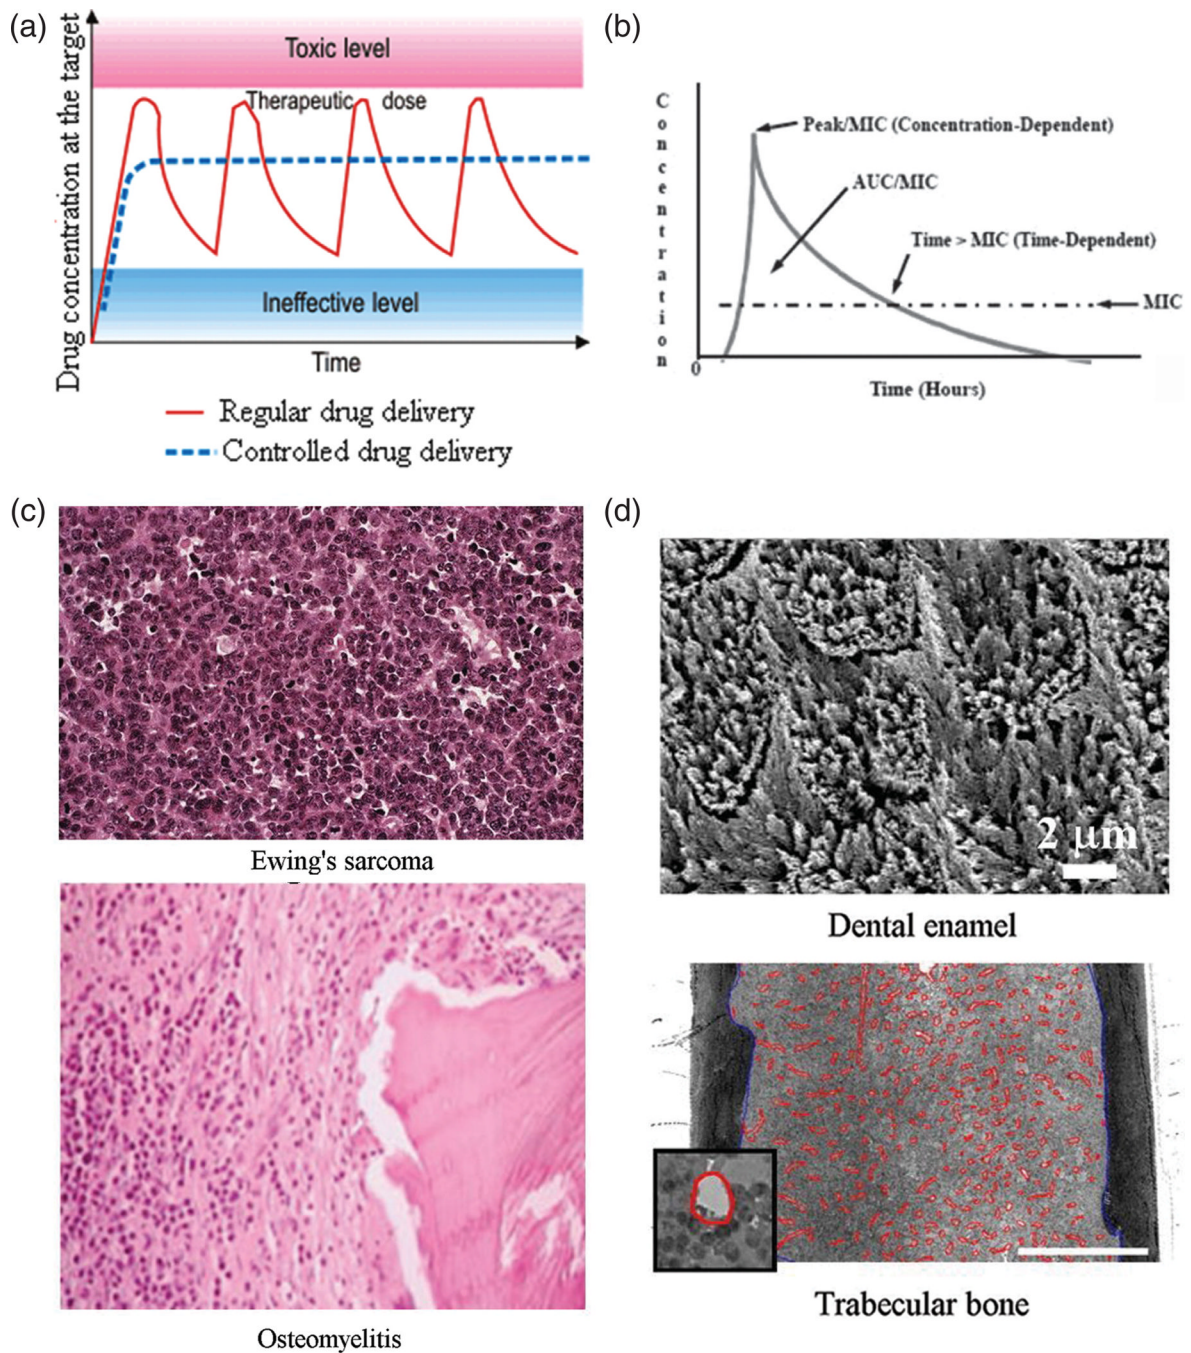 (a)
Drug concentration at the target
Toxic level
Therapeutic dose
Ineffective level
Time
Regular drug delivery
Controlled drug delivery
(b)
Concentration
Peak/MIC (Concentration-Dependent)
AUC/MIC
Time > MIC (Time-Dependent)
MIC
0
Time (Hours)
(c)
Ewing's sarcoma
Osteomyelitis
(d)
2 μm
Dental enamel
Trabecular bone